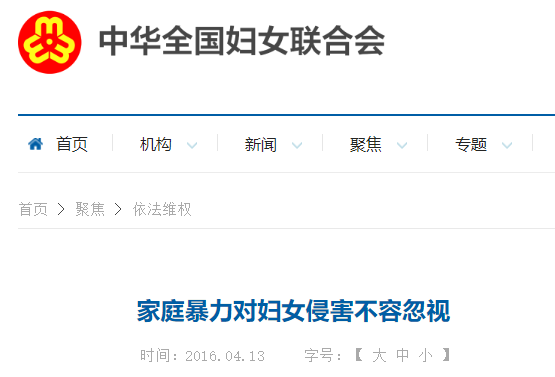 中华全国妇女联合会
首页 机构 新闻 聚焦 专题
首页 > 聚焦 > 依法维权
家庭暴力对妇女侵害不容忽视
时间：2016.04.13 字号：【 大 中 小 】